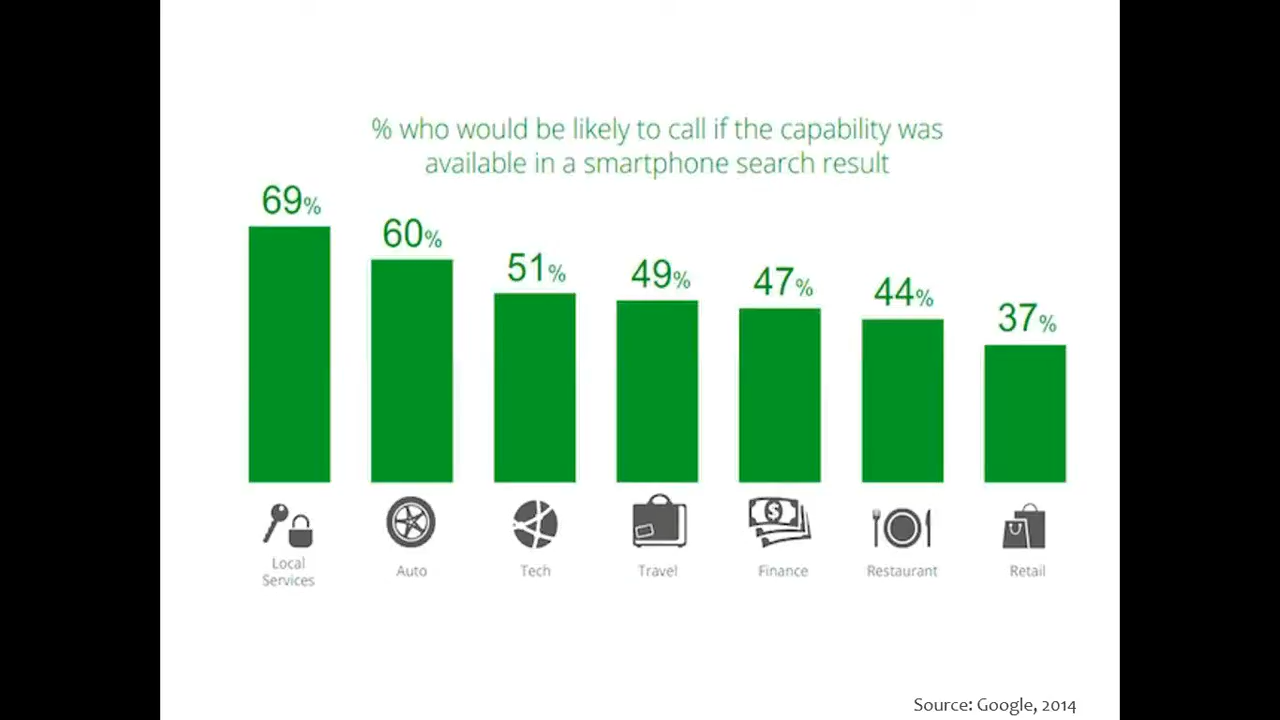 % who would be likely to call if the capability was
available in a smartphone search result
69%
60%
51%
49%
47%
44%
37%
Local
Services
Auto
Tech
Travel
Finance
Restaurant
Retail
Source: Google, 2014